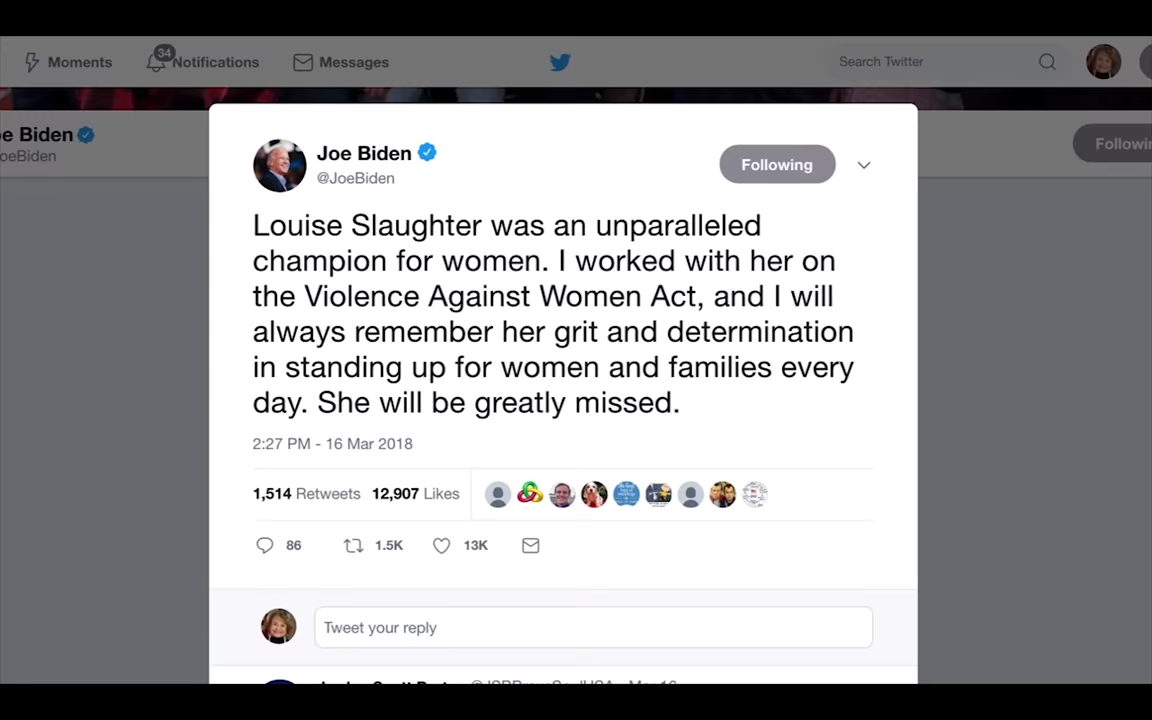 Moments
34
Notifications
Messages
Search Twitter
e Biden
oeBiden
Followin
Joe Biden
@JoeBiden
Following
Louise Slaughter was an unparalleled
champion for women. I worked with her on
the Violence Against Women Act, and I will
always remember her grit and determination
in standing up for women and families every
day. She will be greatly missed.
2:27 PM - 16 Mar 2018
1,514 Retweets 12,907 Likes
86 1.5K 13K
Tweet your reply